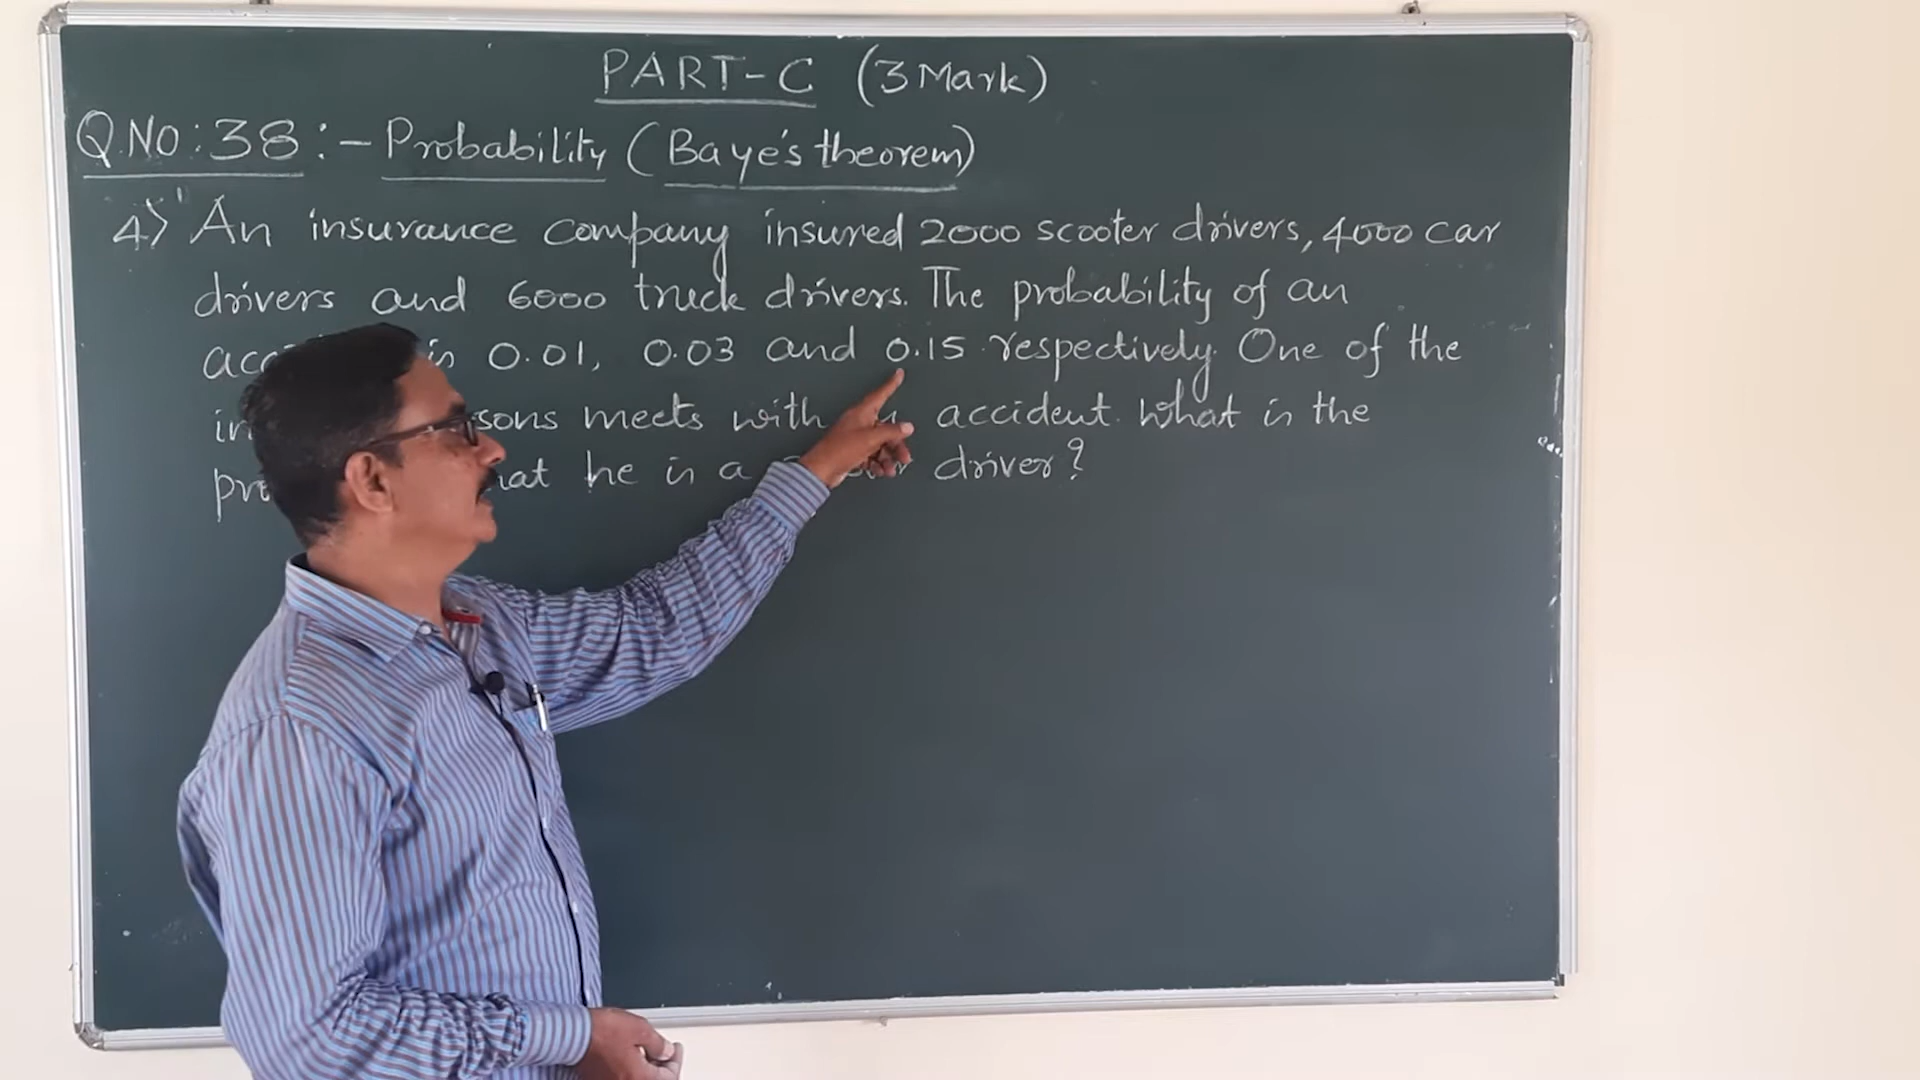 PART-C (3 Mark)
Q.NO:38:- Probability (Baye's theorem)
4) An insurance company insured 2000 scooter drivers, 4000 car
drivers and 6000 truck drivers. The probability of an
is 0.01, 0.03 and 0.15 respectively. One of the
meets with accident. What is the
he is a driver?